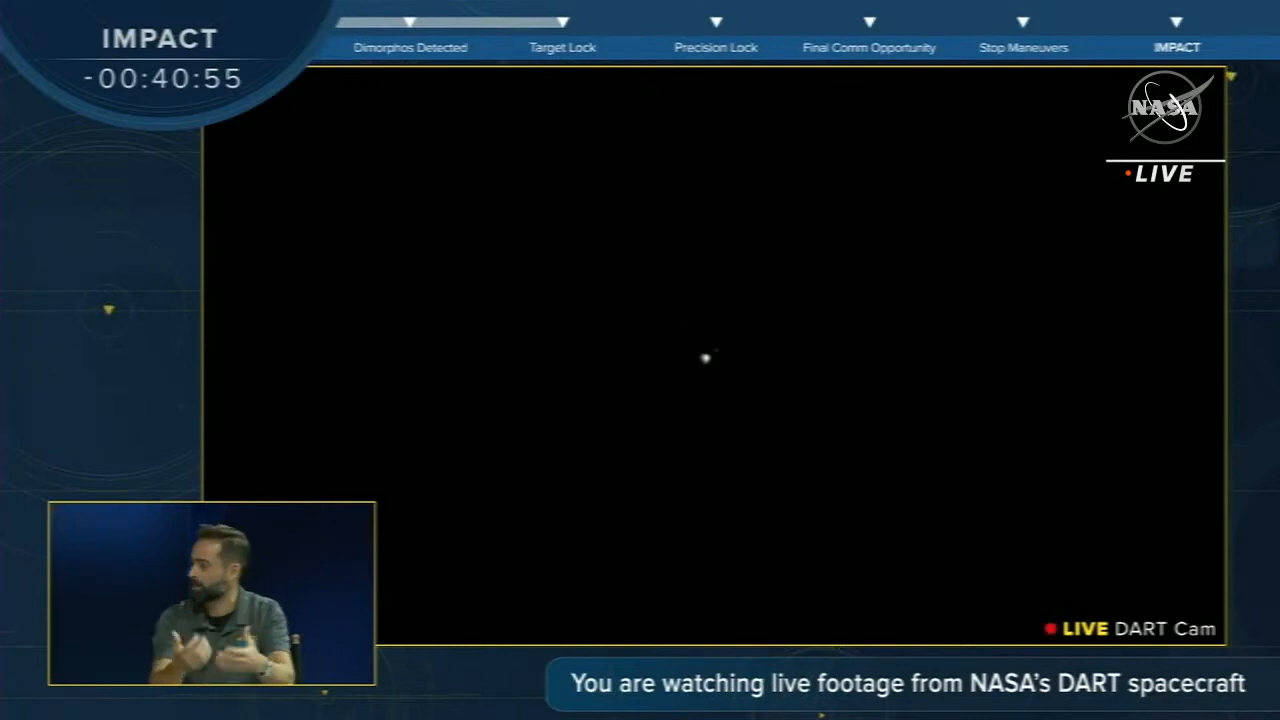 IMPACT
-00:40:55
Dimorphos Detected
Target Lock
Precision Lock
Final Comm Opportunity
Stop Maneuvers
IMPACT
NASA
LIVE
LIVE DART Cam
You are watching live footage from NASA's DART spacecraft